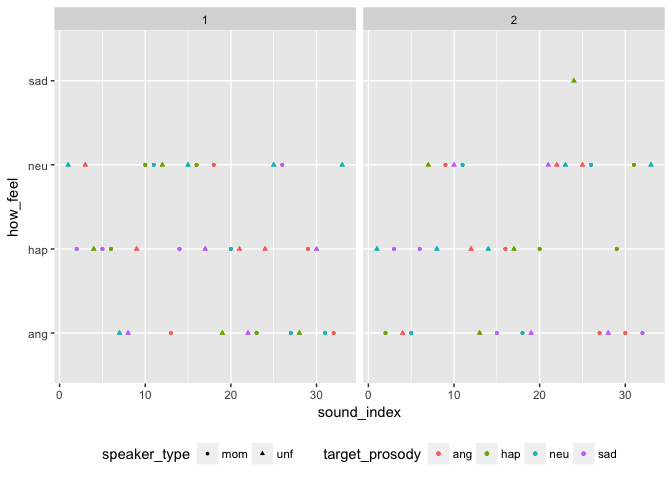 1 2
sad
neu
hap
ang
how_feel
0 10 20 30 0 10 20 30
sound_index
speaker_type mom unf target_prosody ang hap neu sad